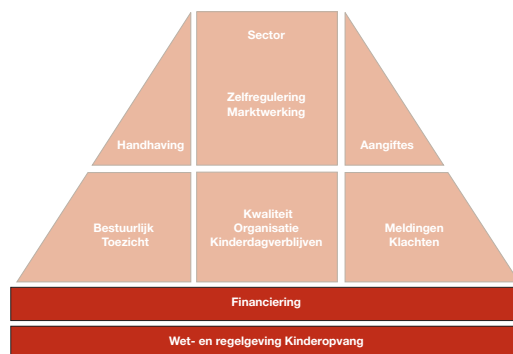 Sector
Zelfregulering
Marktwerking
Handhaving
Aangiftes
Bestuurlijk
Toezicht
Kwaliteit
Organisatie
Kinderdagverblijven
Meldingen
Klachten
Financiering
Wet- en regelgeving Kinderopvang